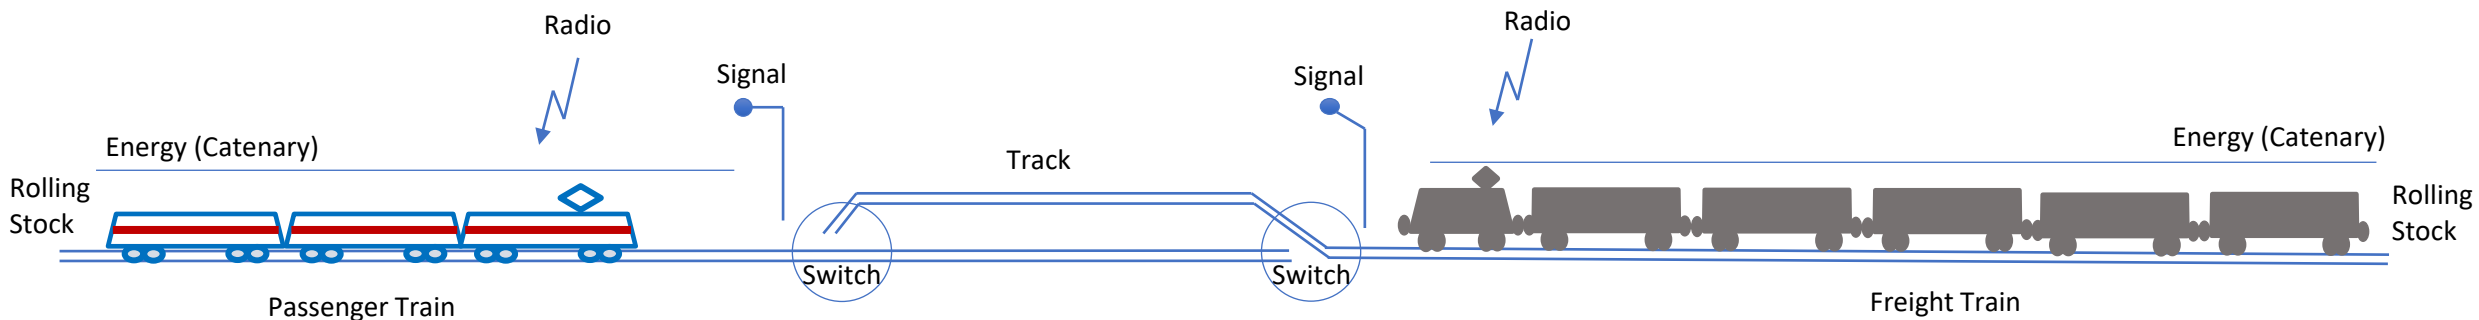 Radio
Radio
Signal
Signal
Energy (Catenary)
Track
Energy (Catenary)
Rolling
Stock
Rolling
Stock
Switch
Switch
Passenger Train
Freight Train